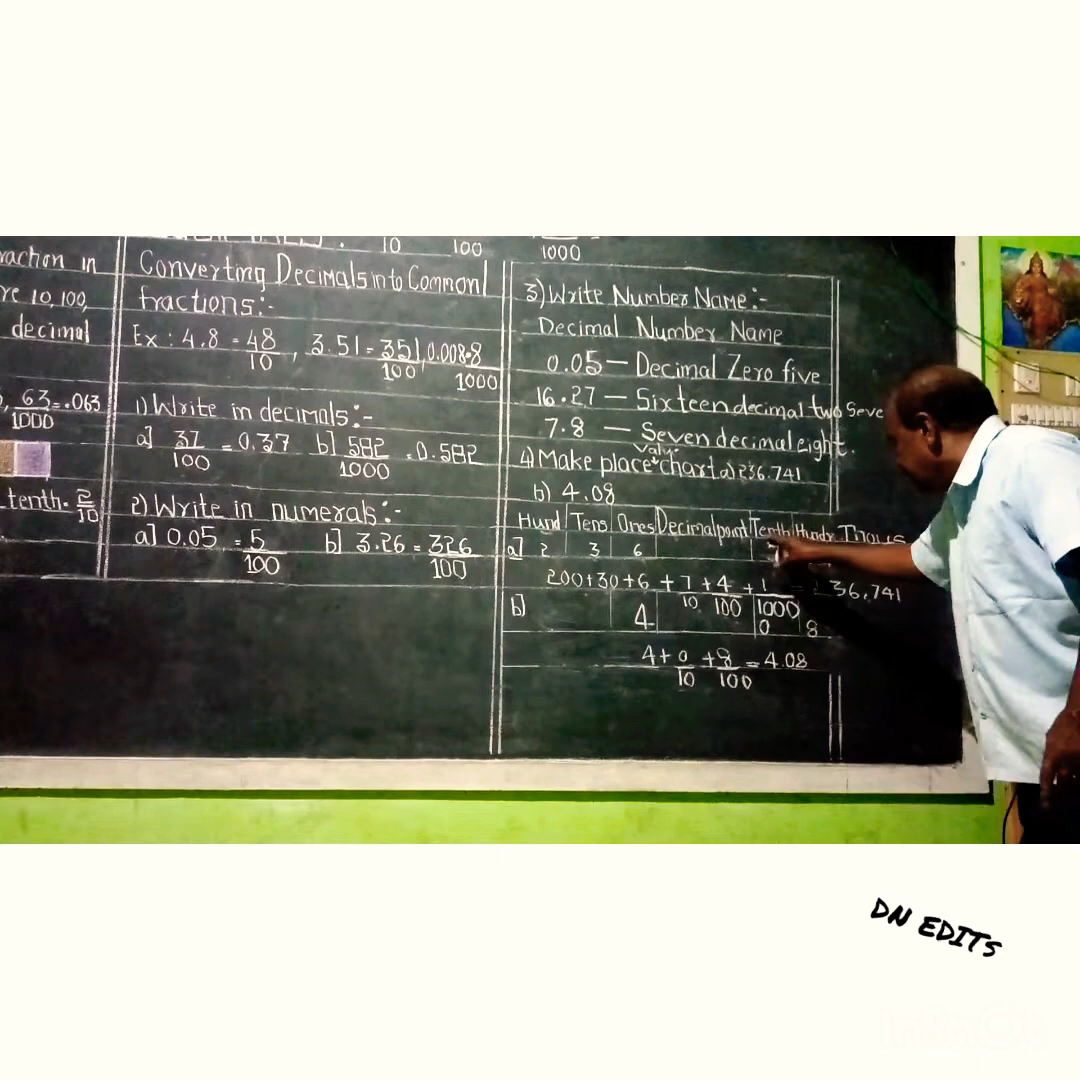 10 100 1000
raction in
re 10,100,
decimal
, 63 = .063
1000
tenth. 2/10
Converting Decimals into Common
fractions:-
Ex : 4.8 = 48/10 , 3.51 = 351/100, 0.008 = 8/1000
1) Write in decimals:-
a] 37/100 = 0.37 b] 582/1000 = 0.582
2) Write in numerals:-
a] 0.05 = 5/100 b] 3.26 = 326/100
3) Write Number Name:-
Decimal Number Name
0.05 — Decimal Zero five
16.27 — Sixteen decimal two Seve
7.8 — Seven decimal eight.
4) Make place value chart a) 236.741
b) 4.08
Hund Tens Ones Decimal point Tenth Hundr Thous
a] 2 3 6
200+30+6+7/10+4/100+1/1000 = 36.741
b] 4 0 8
4+0/10+8/100=4.08
DN EDITS